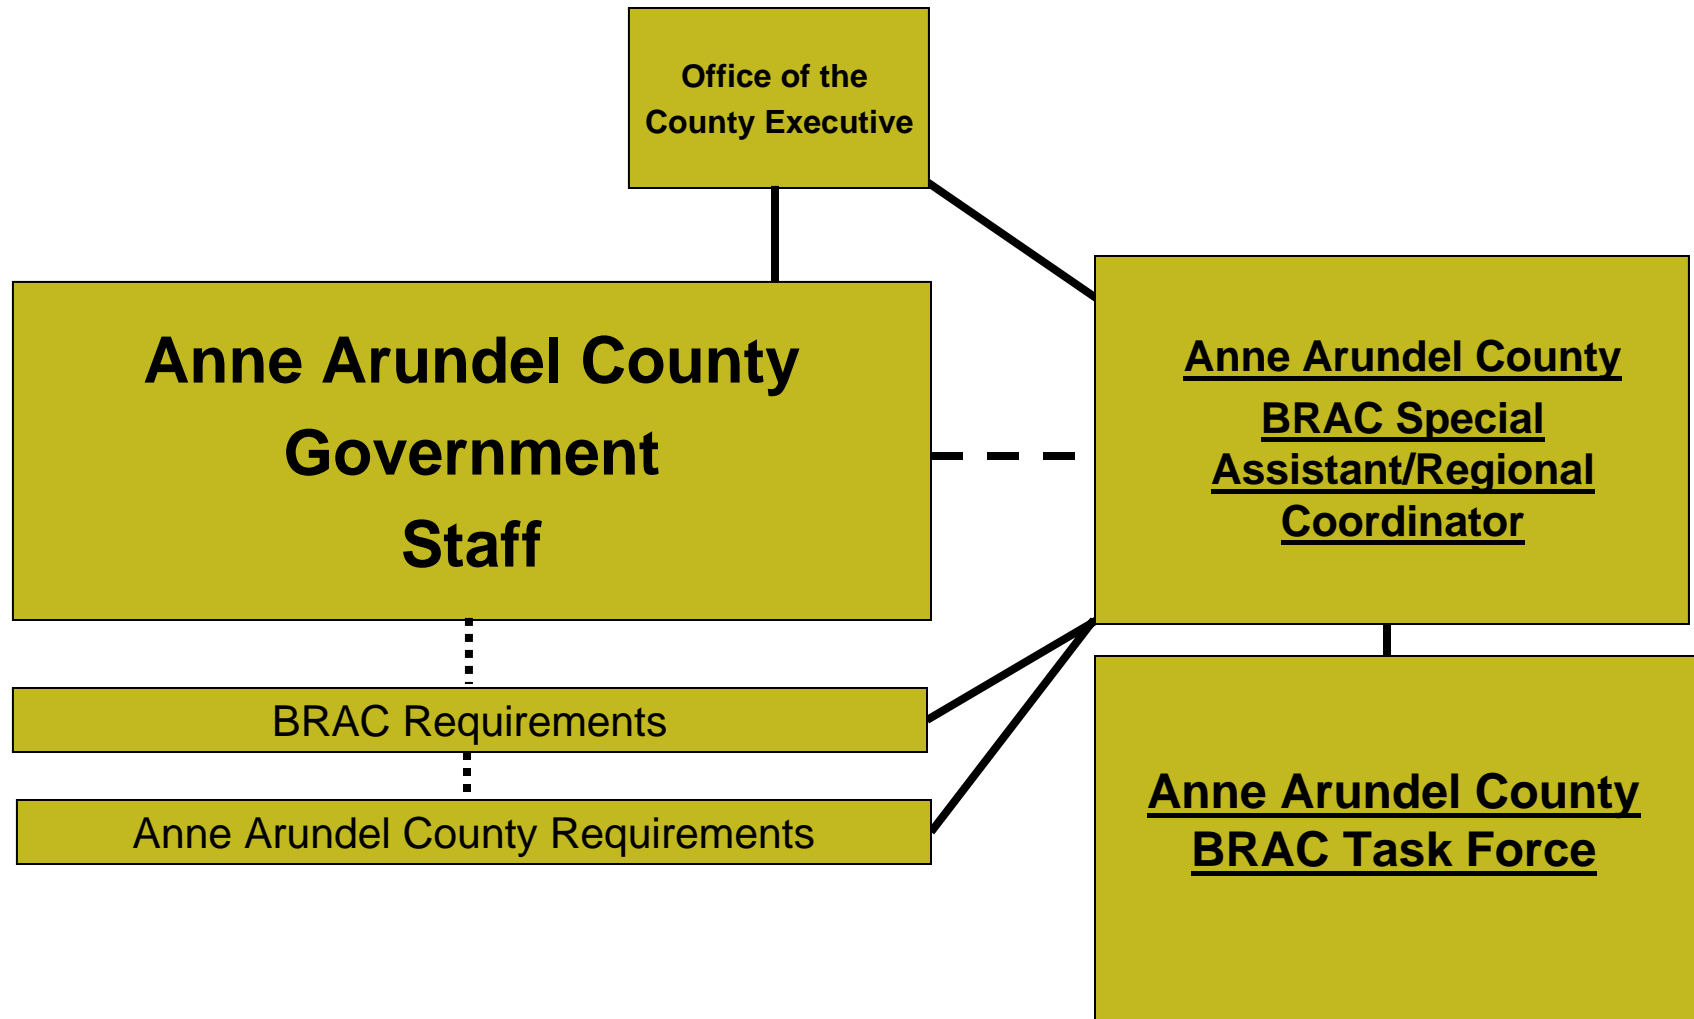 Office of the
County Executive
Anne Arundel County
Government
Staff
Anne Arundel County
BRAC Special
Assistant/Regional
Coordinator
BRAC Requirements
Anne Arundel County Requirements
Anne Arundel County
BRAC Task Force